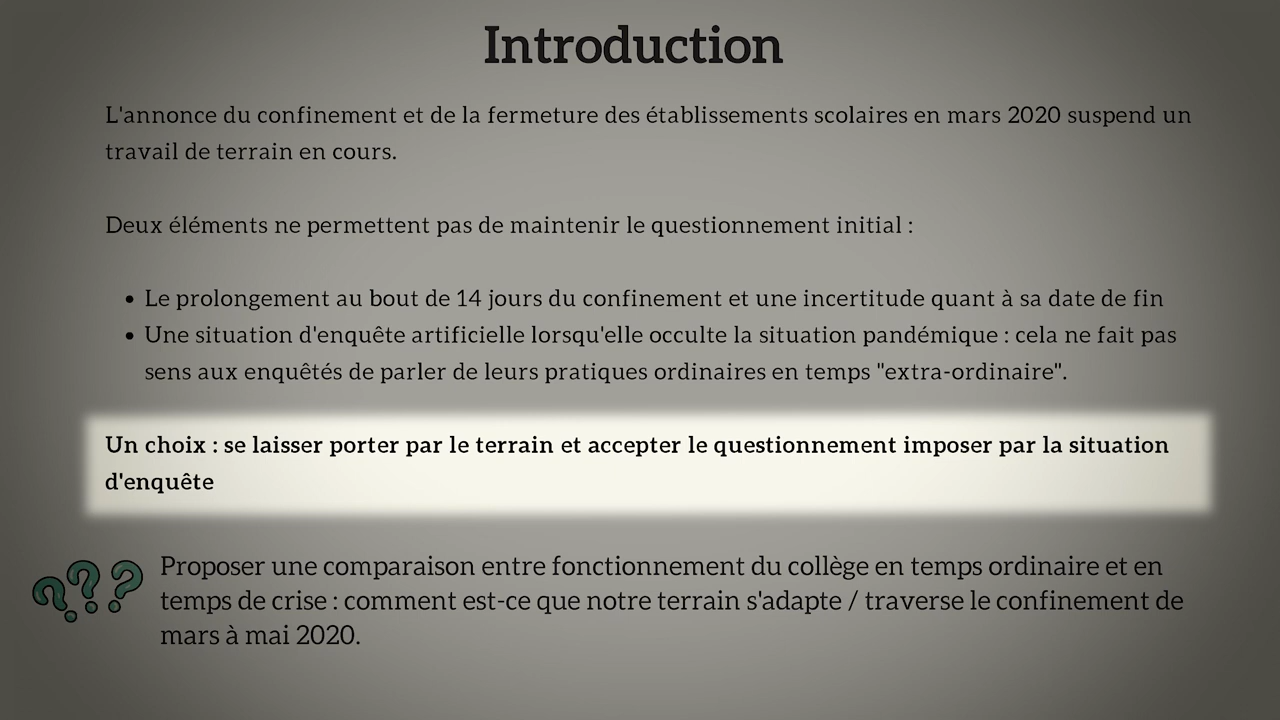 Introduction
L'annonce du confinement et de la fermeture des établissements scolaires en mars 2020 suspend un
travail de terrain en cours.
Deux éléments ne permettent pas de maintenir le questionnement initial :
• Le prolongement au bout de 14 jours du confinement et une incertitude quant à sa date de fin
• Une situation d'enquête artificielle lorsqu'elle occulte la situation pandémique : cela ne fait pas
sens aux enquêtés de parler de leurs pratiques ordinaires en temps "extra-ordinaire".
Un choix : se laisser porter par le terrain et accepter le questionnement imposer par la situation
d'enquête
???
Proposer une comparaison entre fonctionnement du collège en temps ordinaire et en
temps de crise : comment est-ce que notre terrain s'adapte / traverse le confinement de
mars à mai 2020.